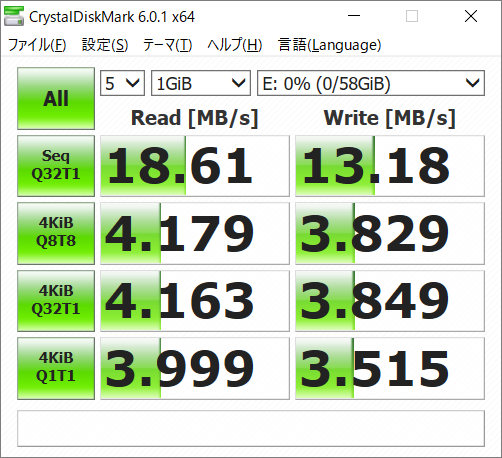 CrystalDiskMark 6.0.1 x64
ファイル(F) 設定(S) テーマ(T) ヘルプ(H) 言語(Language)
All 5 1GiB E: 0% (0/58GiB)
Read [MB/s] Write [MB/s]
Seq
Q32T1 18.61 13.18
4KiB
Q8T8 4.179 3.829
4KiB
Q32T1 4.163 3.849
4KiB
Q1T1 3.999 3.515